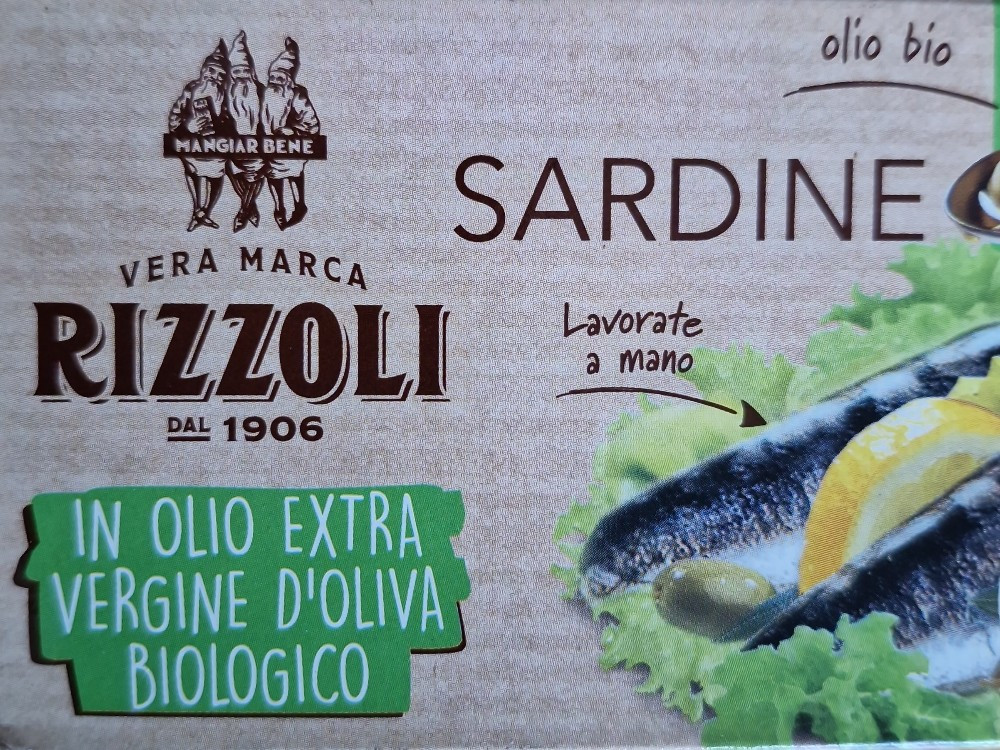 MANGIAR BENE
VERA MARCA
RIZZOLI
DAL 1906
IN OLIO EXTRA
VERGINE D'OLIVA
BIOLOGICO
olio bio
SARDINE
Lavorate
a mano